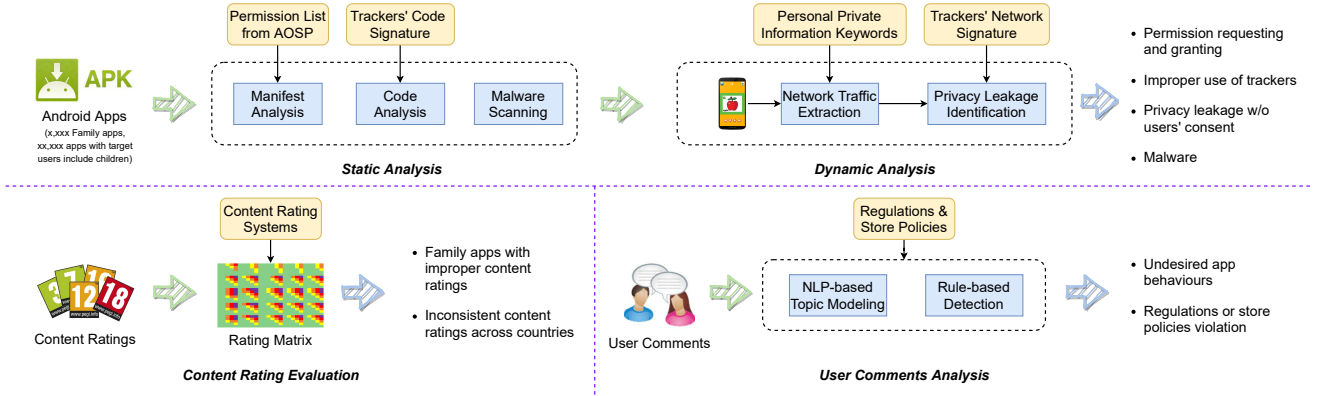 Permission List
from AOSP
Trackers' Code
Signature
Manifest
Analysis
Code
Analysis
Malware
Scanning
APK
Android Apps
(x,xxx Family apps,
xx,xxx apps with target
users include children)
Static Analysis
Personal Private
Information Keywords
Trackers' Network
Signature
Network Traffic
Extraction
Privacy Leakage
Identification
Dynamic Analysis
• Permission requesting
and granting
• Improper use of trackers
• Privacy leakage w/o
users' consent
• Malware
Content Rating
Systems
12
18
www.pegi.info
Content Ratings
Rating Matrix
• Family apps with
improper content
ratings
• Inconsistent content
ratings across countries
Content Rating Evaluation
Regulations &
Store Policies
User Comments
NLP-based
Topic Modeling
Rule-based
Detection
• Undesired app
behaviours
• Regulations or store
policies violation
User Comments Analysis